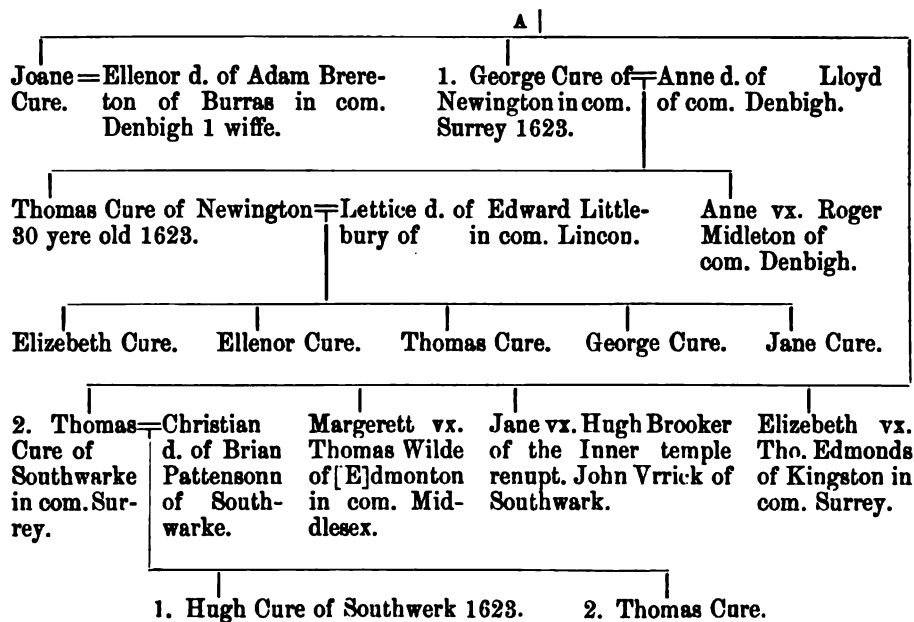 A
Joane = Ellenor d. of Adam Brere-
Cure. ton of Burras in com.
Denbigh 1 wiffe.
1. George Cure of = Anne d. of Lloyd
Newington in com. of com. Denbigh.
Surrey 1623.
Thomas Cure of Newington = Lettice d. of Edward Little-
30 yere old 1623. bury of in com. Lincon.
Anne vx. Roger
Midleton of
com. Denbigh.
Elizebeth Cure. Ellenor Cure. Thomas Cure. George Cure. Jane Cure.
2. Thomas =
Cure of
Southwarke
in com. Sur-
rey.
Christian
d. of Brian
Pattensonn
of South-
warke.
Margerett vx.
Thomas Wilde
of [E]dmonton
in com. Mid-
dlesex.
Jane vx. Hugh Brooker
of the Inner temple
renupt. John Vrrick of
Southwark.
Elizebeth vx.
Tho. Edmonds
of Kingston in
com. Surrey.
1. Hugh Cure of Southwerk 1623. 2. Thomas Cure.